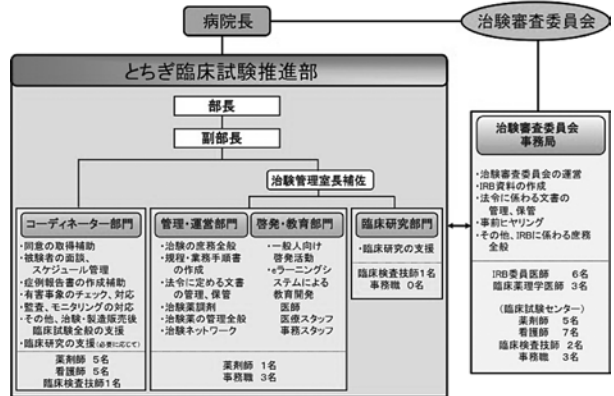 病院長
治験審査委員会
とちぎ臨床試験推進部
部長
副部長
治験管理室長補佐
コーディネーター部門
・同意の取得補助
・被験者の面談、
スケジュール管理
・症例報告書の作成補助
・有害事象のチェック、対応
・監査、モニタリングの対応
・その他、治験・製造販売後
臨床試験全般の支援
・臨床研究の支援(必要に応じて)
薬剤師 5名
看護師 5名
臨床検査技師1名
管理・運営部門
・治験の庶務全般
・規程・業務手順書
の作成
・法令に定める文書
の管理、保管
・治験薬調剤
・治験薬の管理全般
・治験ネットワーク
啓発・教育部門
・一般人向け
啓発活動
・eラーニングシ
ステムによる
教育開発
医師
医療スタッフ
事務スタッフ
薬剤師 1名
事務職 3名
臨床研究部門
・臨床研究の支援
臨床検査技師1名
事務職 0名
治験審査委員会
事務局
・治験審査委員会の運営
・IRB資料の作成
・法令に係わる文書の
管理、保管
・事前ヒヤリング
・その他、IRBに係わる庶務
全般
IRB委員医師 6名
臨床薬理学医師 3名
(臨床試験センター)
薬剤師 5名
看護師 7名
臨床検査技師 2名
事務職 3名